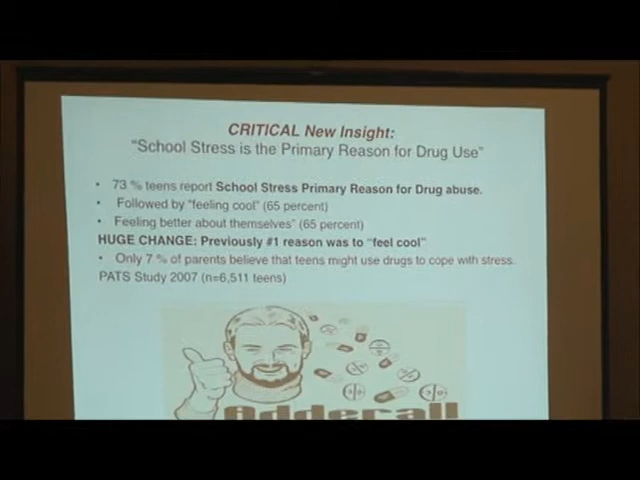 CRITICAL New Insight:
"School Stress is the Primary Reason for Drug Use"
• 73 % teens report School Stress Primary Reason for Drug abuse.
• Followed by "feeling cool" (65 percent)
• Feeling better about themselves" (65 percent)
HUGE CHANGE: Previously #1 reason was to "feel cool"
• Only 7 % of parents believe that teens might use drugs to cope with stress.
PATS Study 2007 (n=6,511 teens)
Adderall